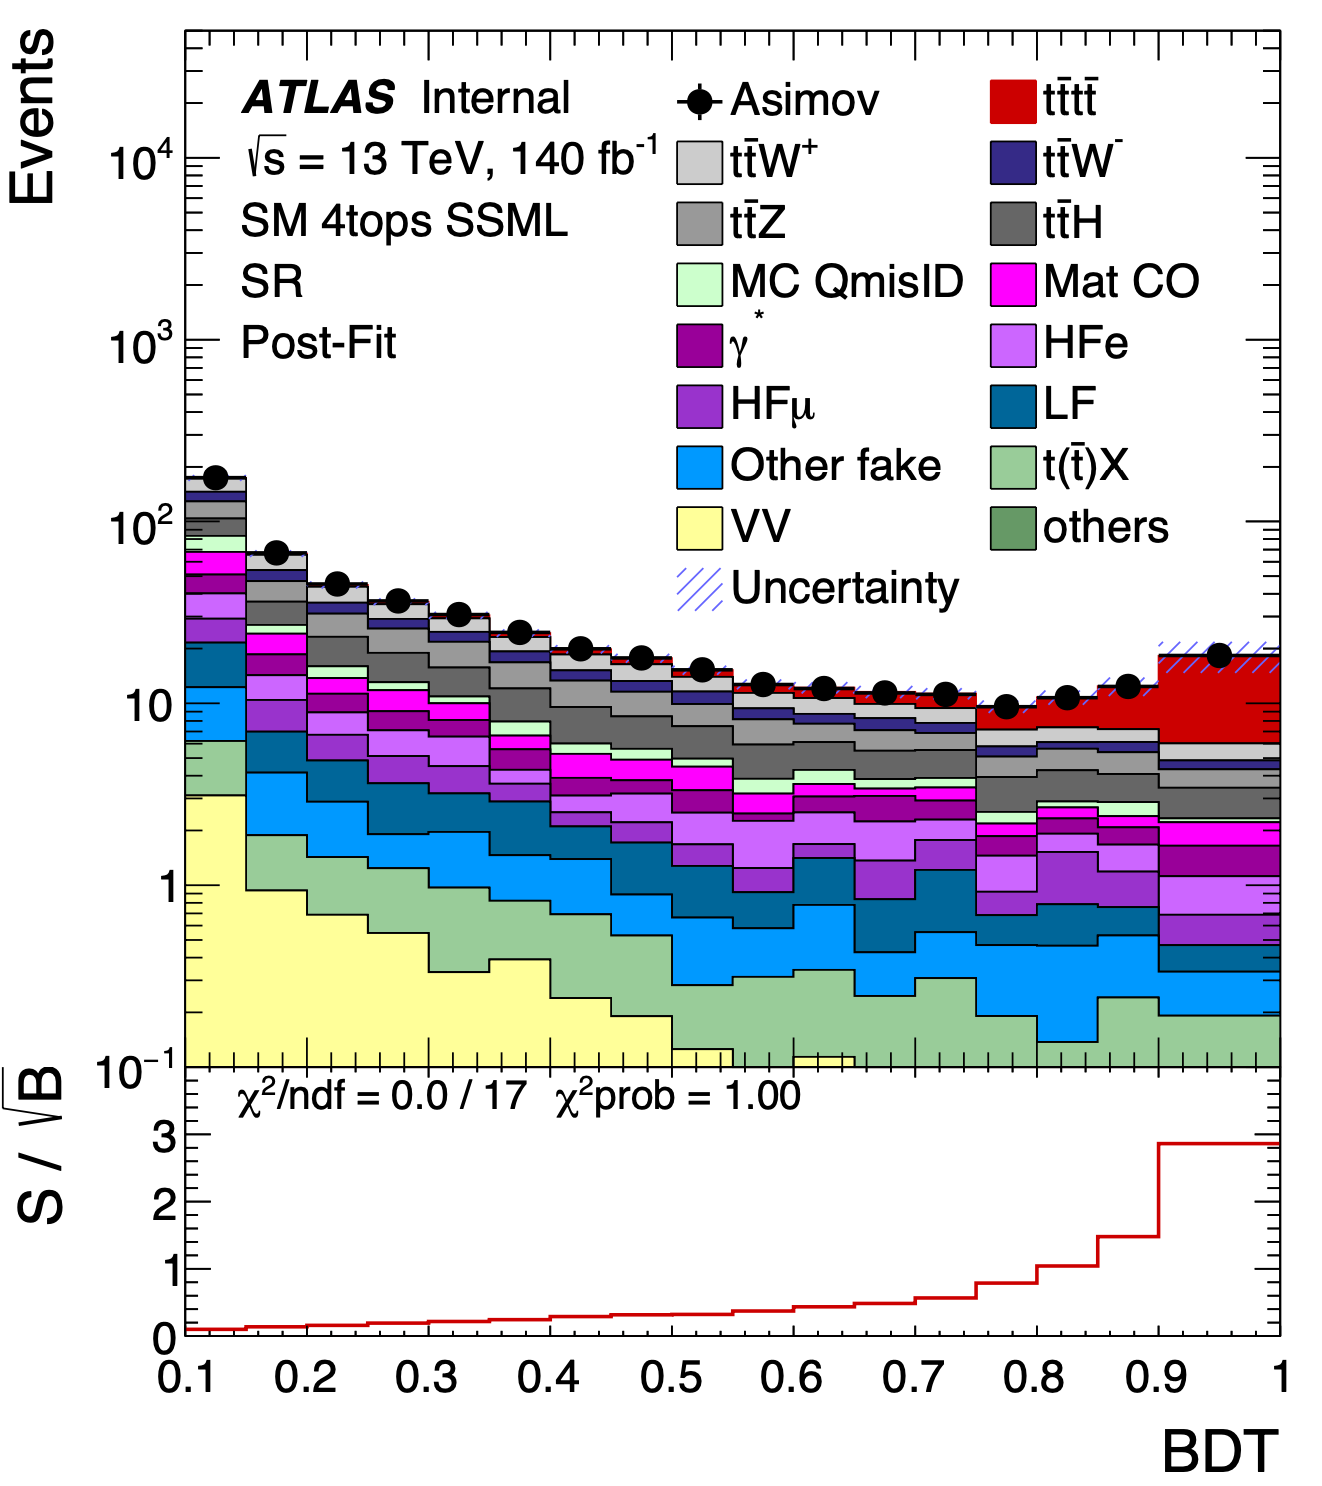 Events
ATLAS Internal
√s = 13 TeV, 140 fb⁻¹
SM 4tops SSML
SR
Post-Fit
Asimov
tt̄tt̄
tt̄W⁺
tt̄W⁻
tt̄Z
tt̄H
MC QmisID
Mat CO
γ*
HFe
HFμ
LF
Other fake
t(t̄)X
VV
others
Uncertainty
10⁴
10³
10²
10
1
10⁻¹
χ²/ndf = 0.0 / 17 χ²prob = 1.00
S / √B
3
2
1
0
0.1 0.2 0.3 0.4 0.5 0.6 0.7 0.8 0.9 1
BDT